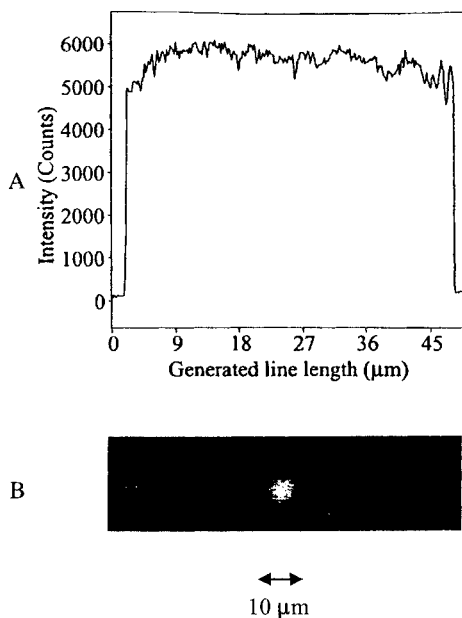 A
Intensity (Counts)
6000
5000
4000
3000
2000
1000
0
0 9 18 27 36 45
Generated line length (μm)
B
10 μm